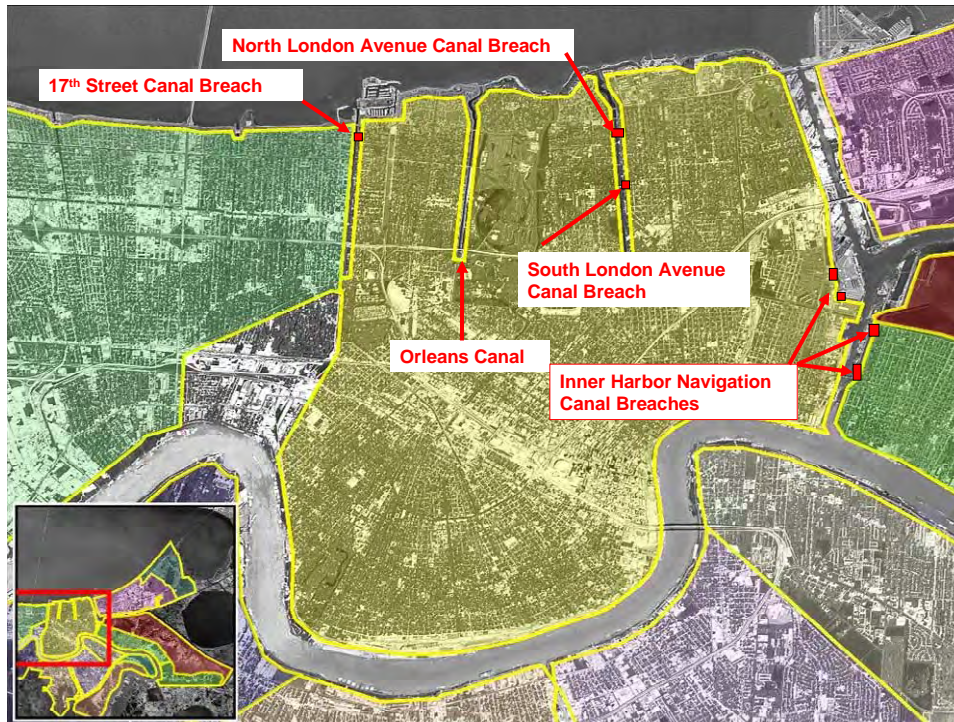 North London Avenue Canal Breach
17th Street Canal Breach
South London Avenue
Canal Breach
Orleans Canal
Inner Harbor Navigation
Canal Breaches